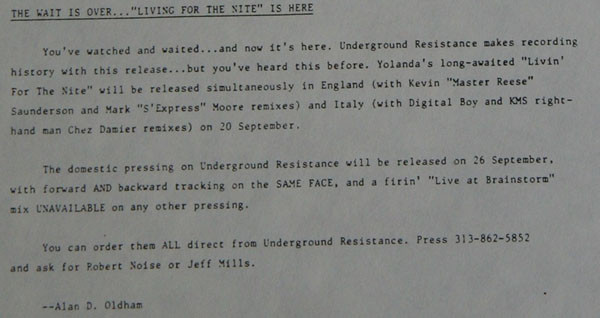 THE WAIT IS OVER..."LIVING FOR THE NITE" IS HERE
You've watched and waited...and now it's here. Underground Resistance makes recording
history with this release...but you've heard this before. Yolanda's long-awaited "Livin'
For The Nite" will be released simultaneously in England (with Kevin "Master Reese"
Saunderson and Mark "S'Express" Moore remixes) and Italy (with Digital Boy and KMS right-
hand man Chez Damier remixes) on 20 September.
The domestic pressing on Underground Resistance will be released on 26 September,
with forward AND backward tracking on the SAME FACE, and a firin' "Live at Brainstorm"
mix UNAVAILABLE on any other pressing.
You can order them ALL direct from Underground Resistance. Press 313-862-5852
and ask for Robert Noise or Jeff Mills.
--Alan D. Oldham